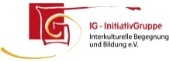 IG - InitiativGruppe
Interkulturelle Begegnung
und Bildung e.V.